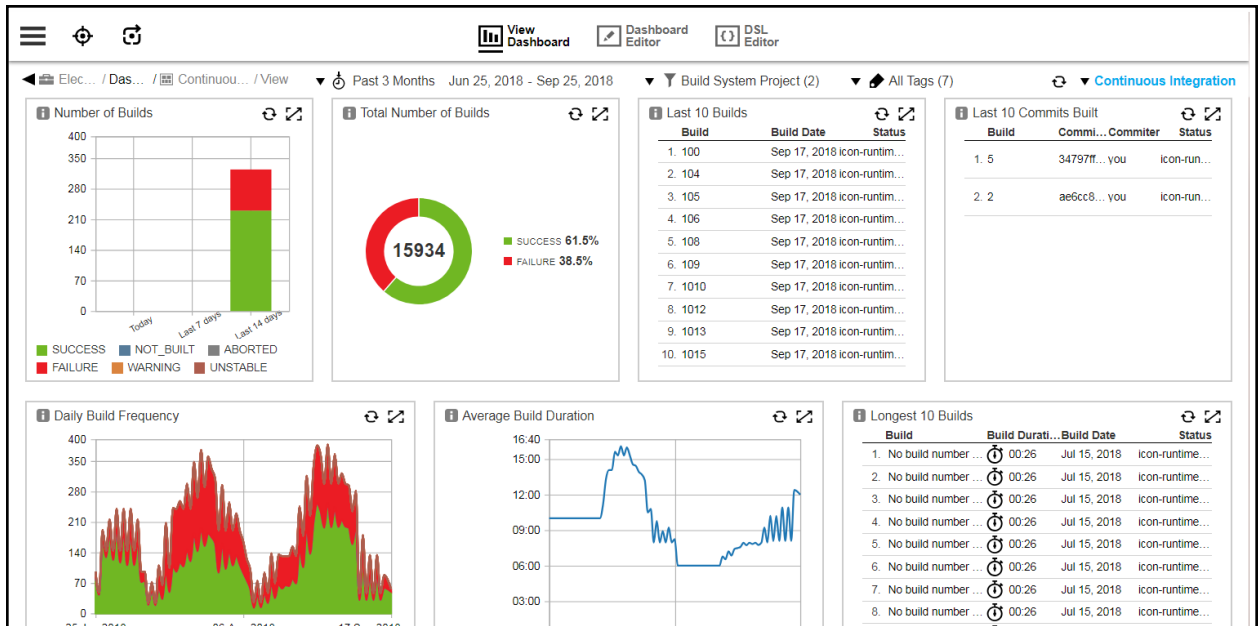 View Dashboard
Dashboard Editor
DSL Editor
Elec... / Das... / Continuou... / View
Past 3 Months Jun 25, 2018 - Sep 25, 2018
Build System Project (2)
All Tags (7)
Continuous Integration
Number of Builds
400
350
280
210
140
70
0
Today
Last 7 days
Last 14 days
SUCCESS NOT_BUILT ABORTED
FAILURE WARNING UNSTABLE
Total Number of Builds
15934
SUCCESS 61.5%
FAILURE 38.5%
Last 10 Builds
Build Build Date Status
1. 100 Sep 17, 2018 icon-runtim...
2. 104 Sep 17, 2018 icon-runtim...
3. 105 Sep 17, 2018 icon-runtim...
4. 106 Sep 17, 2018 icon-runtim...
5. 108 Sep 17, 2018 icon-runtim...
6. 109 Sep 17, 2018 icon-runtim...
7. 1010 Sep 17, 2018 icon-runtim...
8. 1012 Sep 17, 2018 icon-runtim...
9. 1013 Sep 17, 2018 icon-runtim...
10. 1015 Sep 17, 2018 icon-runtim...
Last 10 Commits Built
Build Commi... Commiter Status
1. 5 34797ff... you icon-run...
2. 2 ae6cc8... you icon-run...
Daily Build Frequency
400
350
280
210
140
70
0
Average Build Duration
16:40
15:00
12:00
09:00
06:00
03:00
Longest 10 Builds
Build Build Durati... Build Date Status
1. No build number ... 00:26 Jul 15, 2018 icon-runtime...
2. No build number ... 00:26 Jul 15, 2018 icon-runtime...
3. No build number ... 00:26 Jul 15, 2018 icon-runtime...
4. No build number ... 00:26 Jul 15, 2018 icon-runtime...
5. No build number ... 00:26 Jul 15, 2018 icon-runtime...
6. No build number ... 00:26 Jul 15, 2018 icon-runtime...
7. No build number ... 00:26 Jul 15, 2018 icon-runtime...
8. No build number ... 00:26 Jul 15, 2018 icon-runtime...